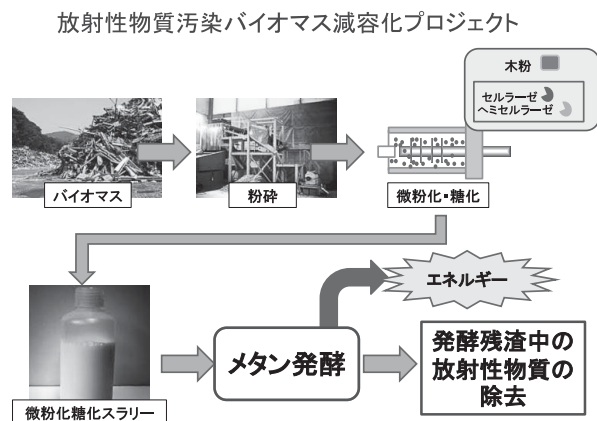 放射性物質汚染バイオマス減容化プロジェクト
木粉
セルラーゼ
ヘミセルラーゼ
バイオマス
粉砕
微粉化・糖化
エネルギー
メタン発酵
発酵残渣中の
放射性物質の
除去
微粉化糖化スラリー